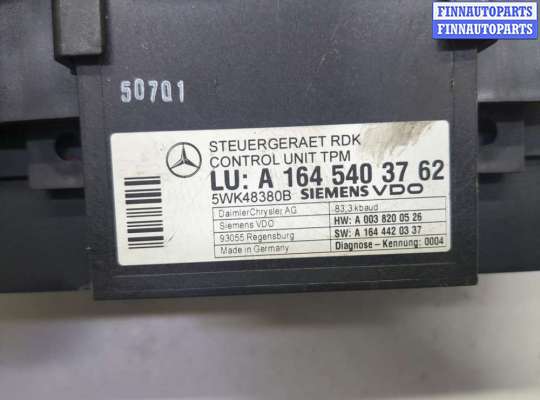 FINNAUTOPARTS
FINNAUTOPARTS
50701
STEUERGERAET RDK
CONTROL UNIT TPM
LU: A 164 540 37 62
5WK48380B SIEMENS VDO
DaimlerChrysler AG 83,3 kbaud
Siemens VDO HW: A 003 820 05 26
93055 Regensburg SW: A 164 442 03 37
Made in Germany Diagnose - Kennung: 0004